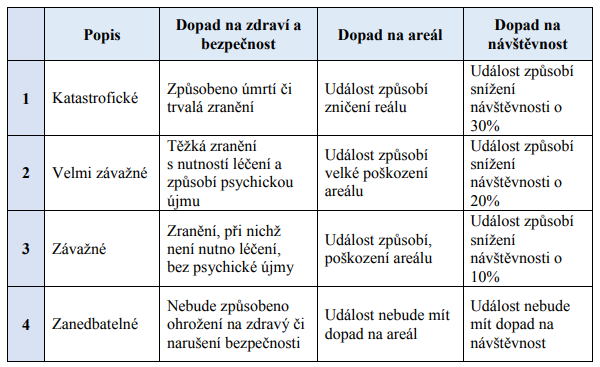 Popis
Dopad na zdraví a
bezpečnost
Dopad na areál
Dopad na
návštěvnost
1
Katastrofické
Způsobeno úmrtí či
trvalá zranění
Událost způsobí
zničení reálu
Událost způsobí
snížení
návštěvnosti o
30%
2
Velmi závažné
Těžká zranění
s nutností léčení a
způsobí psychickou
újmu
Událost způsobí
velké poškození
areálu
Událost způsobí
snížení
návštěvnosti o
20%
3
Závažné
Zranění, při nichž
není nutno léčení,
bez psychické újmy
Událost způsobí,
poškození areálu
Událost způsobí
snížení
návštěvnosti o
10%
4
Zanedbatelné
Nebude způsobeno
ohrožení na zdravý či
narušení bezpečnosti
Událost nebude mít
dopad na areál
Událost nebude
mít dopad na
návštěvnost